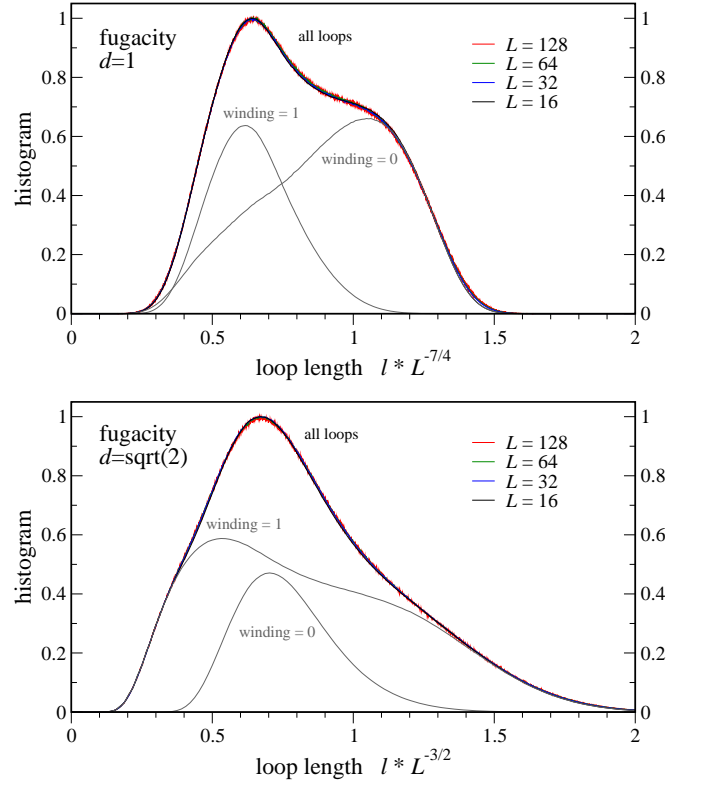 fugacity
d=1
all loops
L = 128
L = 64
L = 32
L = 16
winding = 1
winding = 0
histogram
0
0.2
0.4
0.6
0.8
1
0
0.2
0.4
0.6
0.8
1
0 0.5 1 1.5 2
loop length l * L^-7/4
fugacity
d=sqrt(2)
all loops
L = 128
L = 64
L = 32
L = 16
winding = 1
winding = 0
histogram
0
0.2
0.4
0.6
0.8
1
0
0.2
0.4
0.6
0.8
1
0 0.5 1 1.5 2
loop length l * L^-3/2